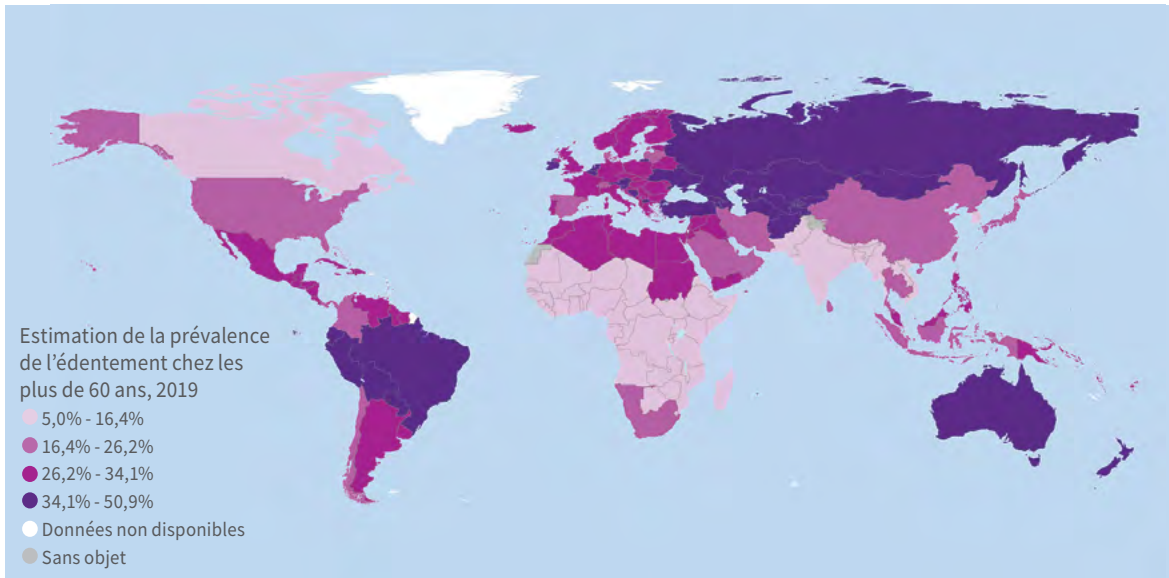 Estimation de la prévalence
de l’édentement chez les
plus de 60 ans, 2019
5,0% - 16,4%
16,4% - 26,2%
26,2% - 34,1%
34,1% - 50,9%
Données non disponibles
Sans objet